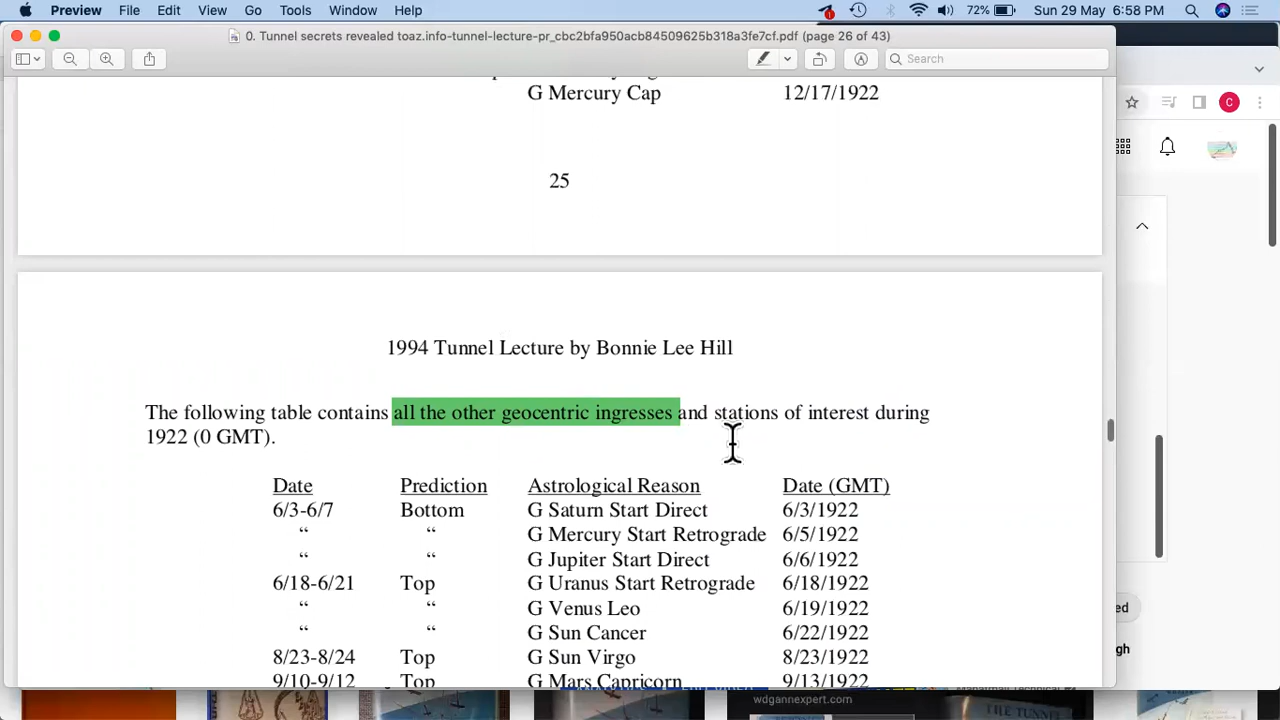 Preview File Edit View Go Tools Window Help 72% Sun 29 May 6:58 PM
0. Tunnel secrets revealed toaz.info-tunnel-lecture-pr_cbc2bfa950acb84509625b318a3fe7cf.pdf (page 26 of 43)
Search
G Mercury Cap 12/17/1922
25
1994 Tunnel Lecture by Bonnie Lee Hill
The following table contains all the other geocentric ingresses and stations of interest during
1922 (0 GMT).
Date Prediction Astrological Reason Date (GMT)
6/3-6/7 Bottom G Saturn Start Direct 6/3/1922
“ “ G Mercury Start Retrograde 6/5/1922
“ “ G Jupiter Start Direct 6/6/1922
6/18-6/21 Top G Uranus Start Retrograde 6/18/1922
“ “ G Venus Leo 6/19/1922
“ “ G Sun Cancer 6/22/1922
8/23-8/24 Top G Sun Virgo 8/23/1922
9/10-9/12 Top G Mars Capricorn 9/13/1922
C
ed
gh
wdgannexpert.com